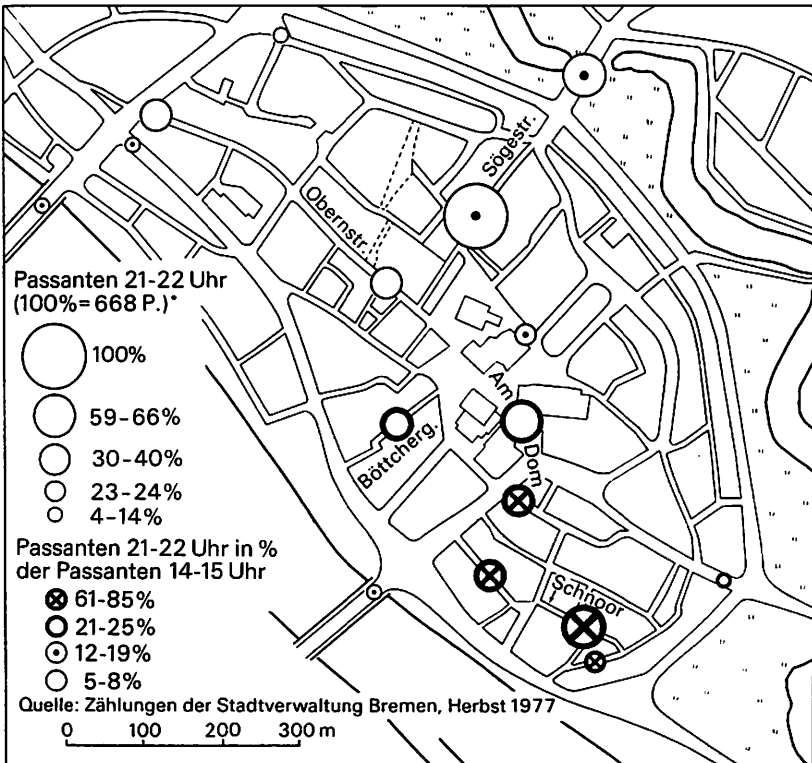 Sögestr.
Obernstr.
Am Dom
Böttcherg.
Schnoor
Passanten 21-22 Uhr
(100%=668 P.)*
100%
59-66%
30-40%
23-24%
4-14%
Passanten 21-22 Uhr in %
der Passanten 14-15 Uhr
61-85%
21-25%
12-19%
5-8%
Quelle: Zählungen der Stadtverwaltung Bremen, Herbst 1977
0 100 200 300 m